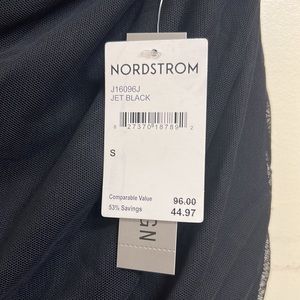 NORDSTROM
J16096J
JET BLACK
8 27370 18789 2
S
Comparable Value 96.00
53% Savings 44.97